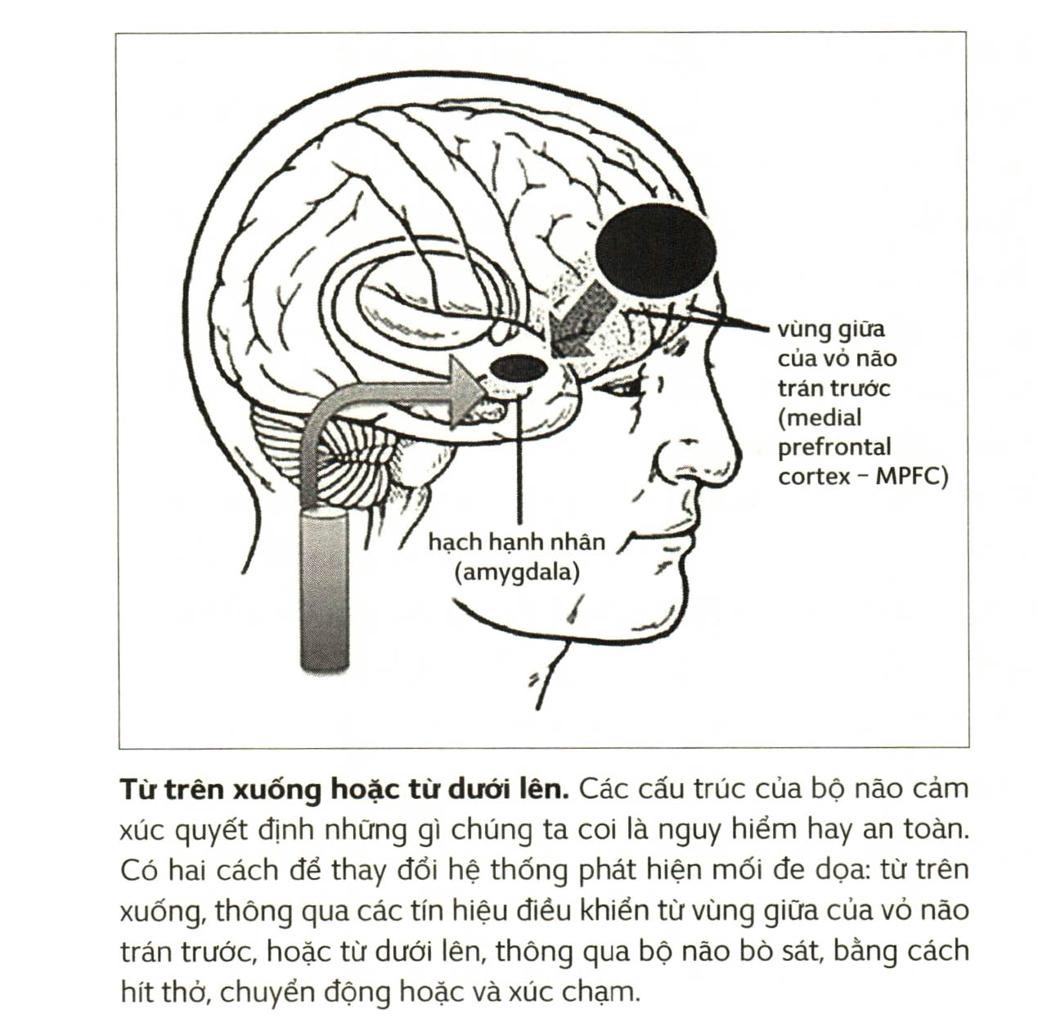 vùng giữa
của vỏ não
trán trước
(medial
prefrontal
cortex – MPFC)
hạch hạnh nhân
(amygdala)
Từ trên xuống hoặc từ dưới lên. Các cấu trúc của bộ não cảm
xúc quyết định những gì chúng ta coi là nguy hiểm hay an toàn.
Có hai cách để thay đổi hệ thống phát hiện mối đe dọa: từ trên
xuống, thông qua các tín hiệu điều khiển từ vùng giữa của vỏ não
trán trước, hoặc từ dưới lên, thông qua bộ não bò sát, bằng cách
hít thở, chuyển động hoặc và xúc chạm.